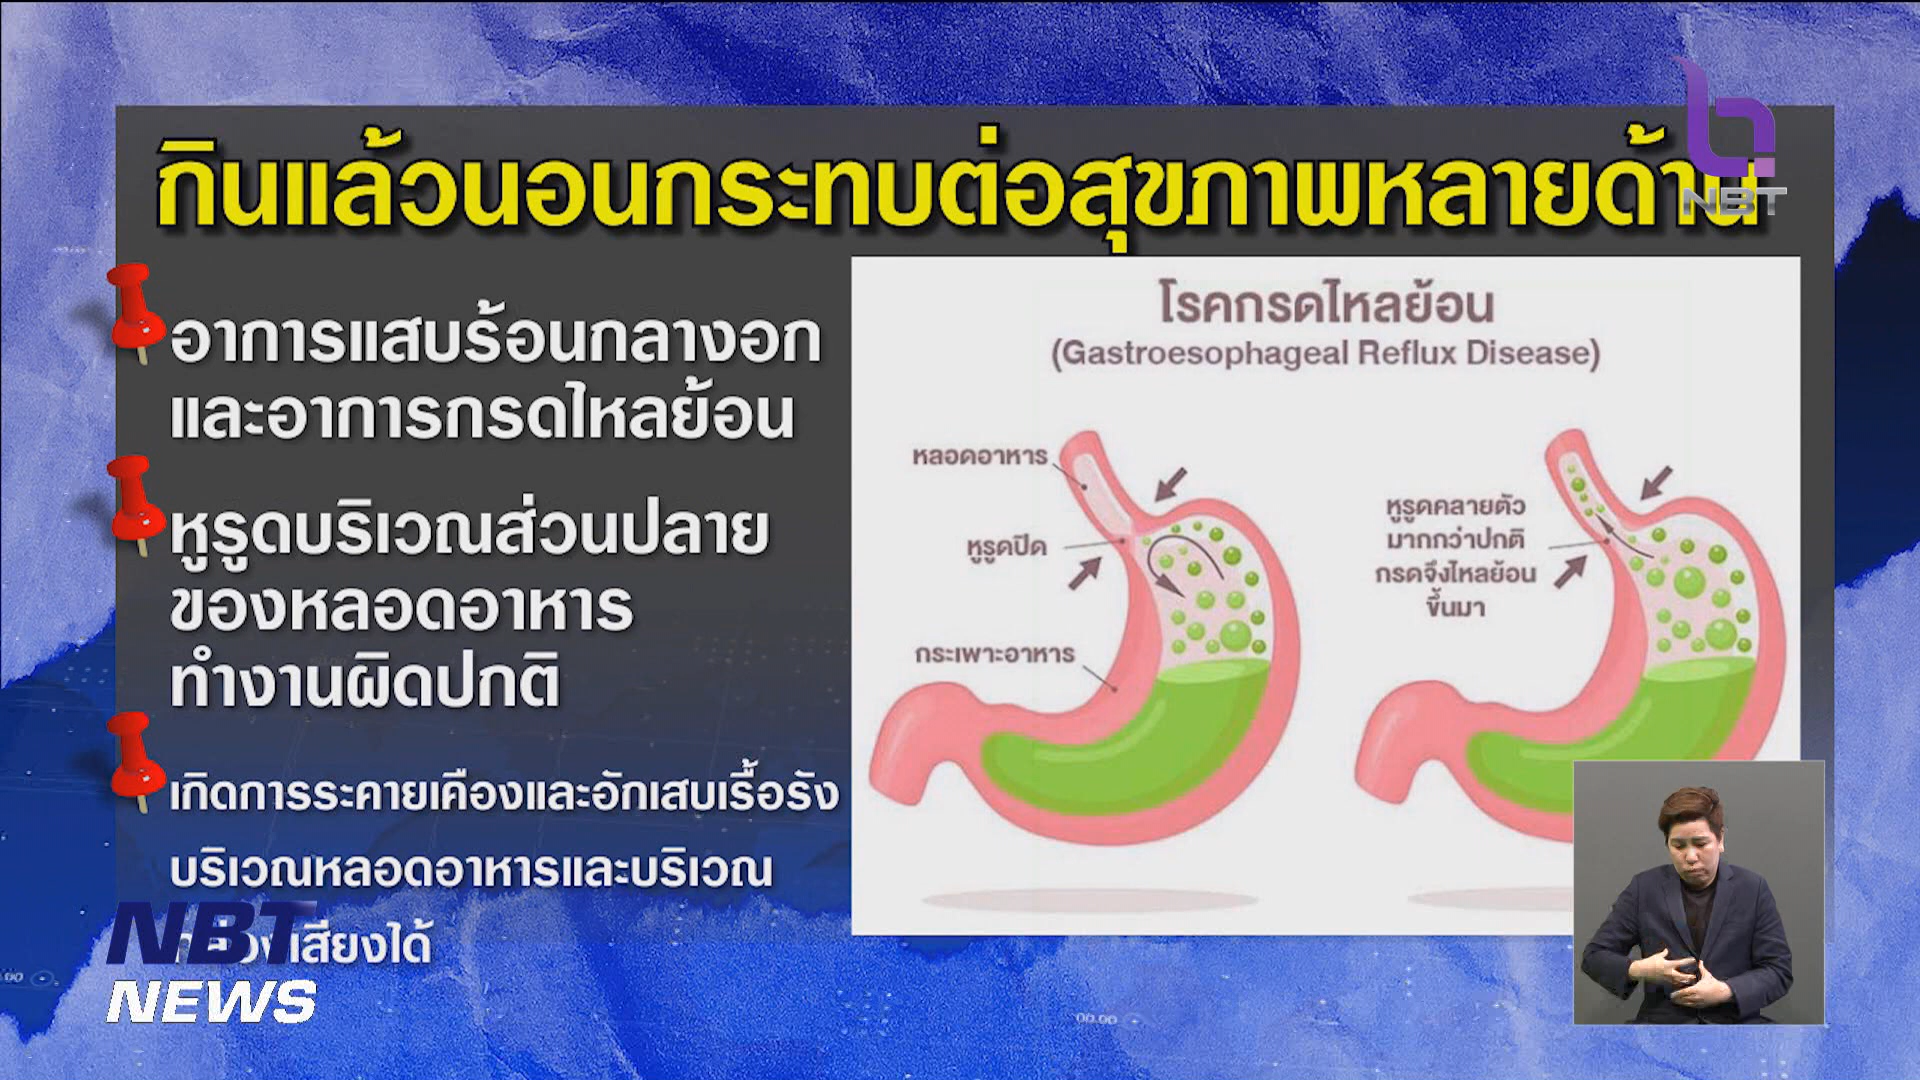 กินแล้วนอนกระทบต่อสุขภาพหลายด้าน
NBT
อาการแสบร้อนกลางอก
และอาการกรดไหลย้อน
หูรูดบริเวณส่วนปลาย
ของหลอดอาหาร
ทำงานผิดปกติ
เกิดการระคายเคืองและอักเสบเรื้อรัง
บริเวณหลอดอาหารและบริเวณ
กล่องเสียงได้
โรคกรดไหลย้อน
(Gastroesophageal Reflux Disease)
หลอดอาหาร
หูรูดปิด
กระเพาะอาหาร
หูรูดคลายตัว
มากกว่าปกติ
กรดจึงไหลย้อน
ขึ้นมา
NBT
NEWS
00.00